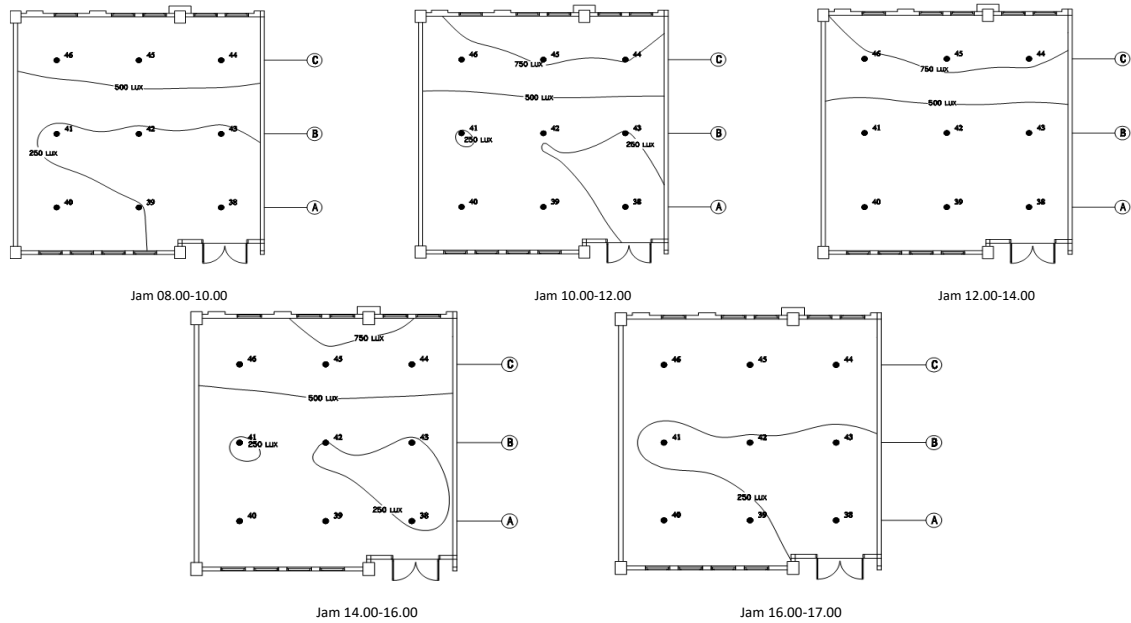 46 45 44 C
500 LUX
41 42 43 B
250 LUX
40 39 38 A
Jam 08.00-10.00
46 45 44 C
750 LUX
500 LUX
41 42 43 B
250 LUX 250 LUX
40 39 38 A
Jam 10.00-12.00
46 45 44 C
750 LUX
500 LUX
41 42 43 B
40 39 38 A
Jam 12.00-14.00
750 LUX
46 45 44 C
500 LUX
41 42 43 B
250 LUX
250 LUX
40 39 38 A
Jam 14.00-16.00
46 45 44 C
41 42 43 B
250 LUX
40 39 38 A
Jam 16.00-17.00